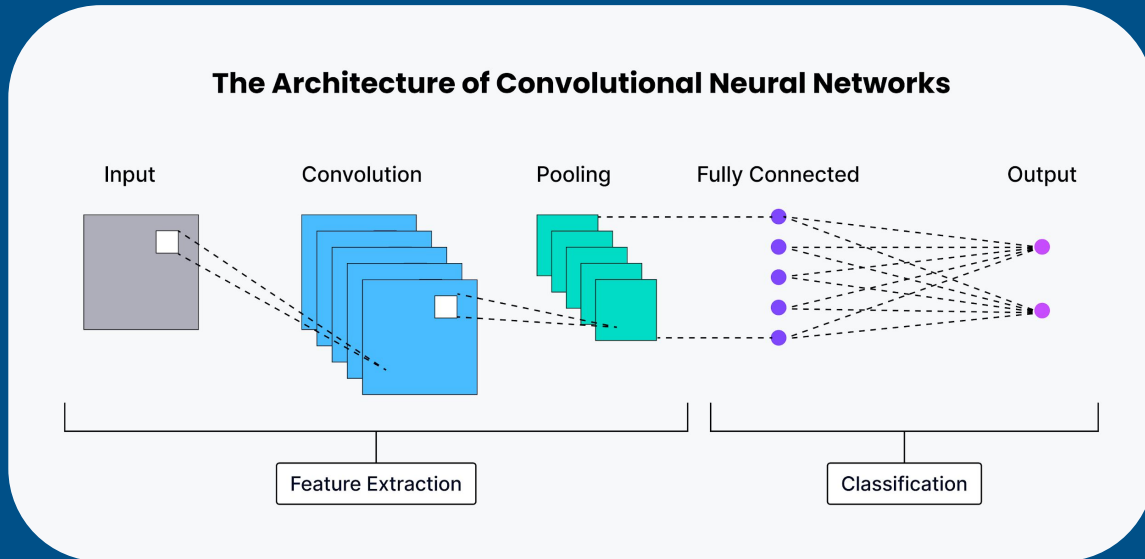 The Architecture of Convolutional Neural Networks
Input
Convolution
Pooling
Fully Connected
Output
Feature Extraction
Classification